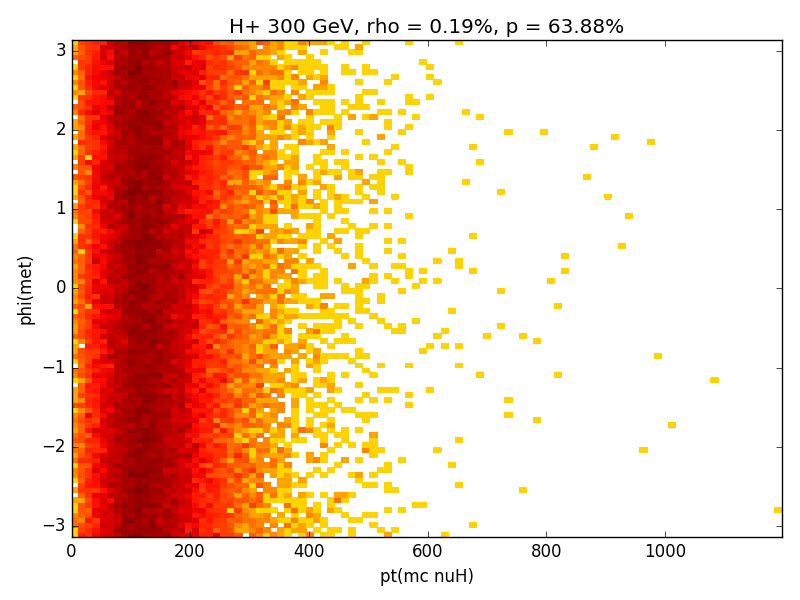 H+ 300 GeV, rho = 0.19%, p = 63.88%
3
2
1
0
−1
−2
−3
phi(met)
0 200 400 600 800 1000
pt(mc nuH)